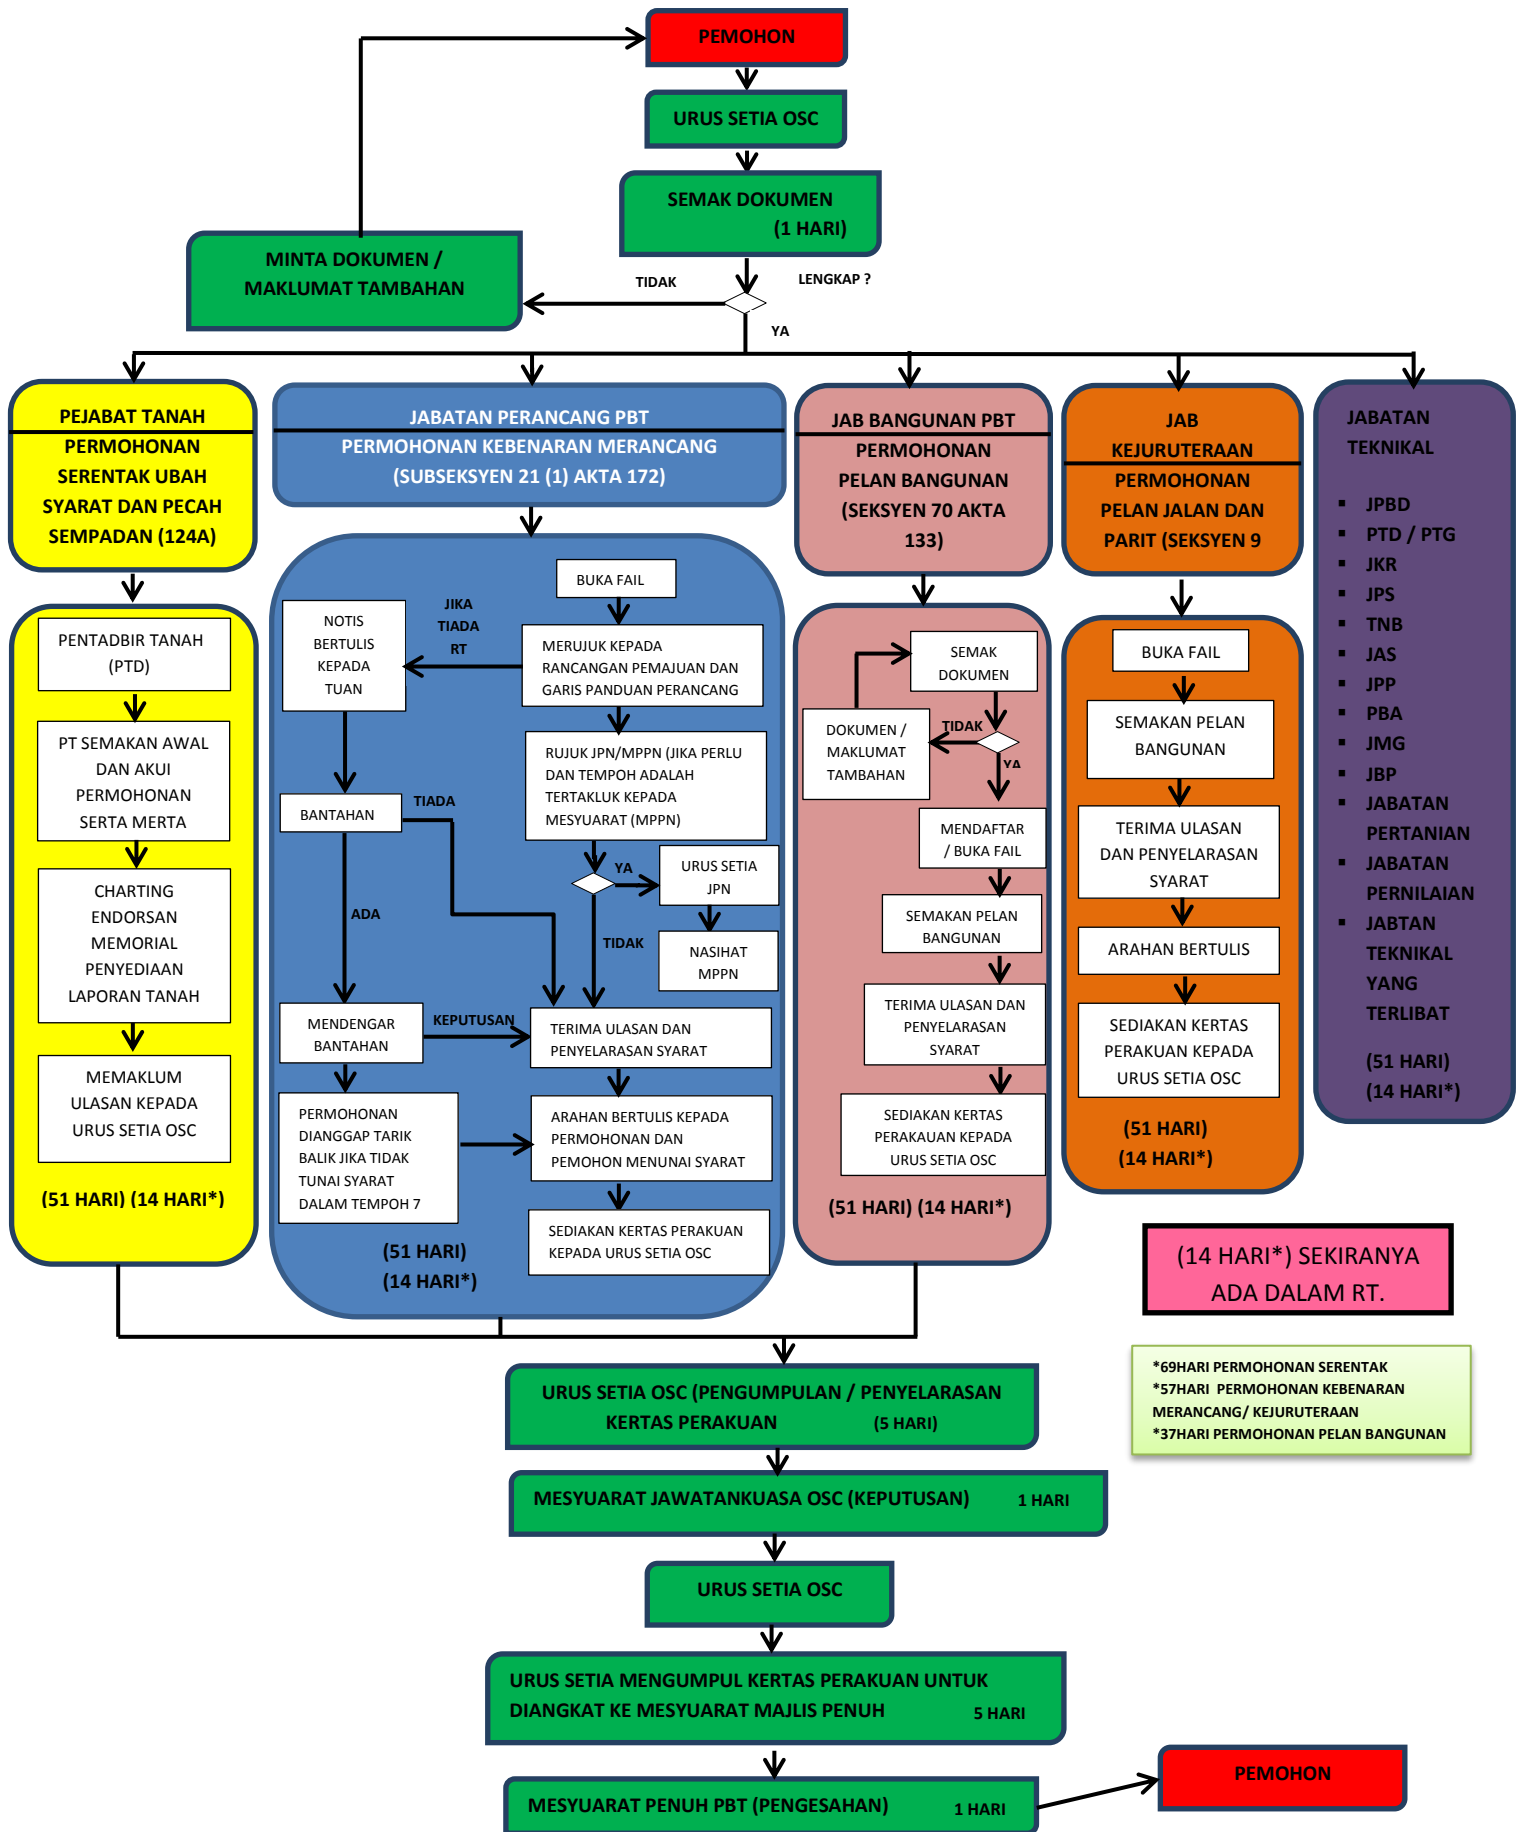 PEMOHON
URUS SETIA OSC
SEMAK DOKUMEN
(1 HARI)
MINTA DOKUMEN /
MAKLUMAT TAMBAHAN
TIDAK
LENGKAP ?
YA
PEJABAT TANAH
PERMOHONAN
SERENTAK UBAH
SYARAT DAN PECAH
SEMPADAN (124A)
JABATAN PERANCANG PBT
PERMOHONAN KEBENARAN MERANCANG
(SUBSEKSYEN 21 (1) AKTA 172)
JAB BANGUNAN PBT
PERMOHONAN
PELAN BANGUNAN
(SEKSYEN 70 AKTA
133)
JAB
KEJURUTERAAN
PERMOHONAN
PELAN JALAN DAN
PARIT (SEKSYEN 9
JABATAN
TEKNIKAL
▪ JPBD
▪ PTD / PTG
▪ JKR
▪ JPS
▪ TNB
▪ JAS
▪ JPP
▪ PBA
▪ JMG
▪ JBP
▪ JABATAN
PERTANIAN
▪ JABATAN
PERNILAIAN
▪ JABTAN
TEKNIKAL
YANG
TERLIBAT
(51 HARI)
(14 HARI*)
PENTADBIR TANAH
(PTD)
PT SEMAKAN AWAL
DAN AKUI
PERMOHONAN
SERTA MERTA
CHARTING
ENDORSAN
MEMORIAL
PENYEDIAAN
LAPORAN TANAH
MEMAKLUM
ULASAN KEPADA
URUS SETIA OSC
(51 HARI) (14 HARI*)
BUKA FAIL
NOTIS
BERTULIS
KEPADA
TUAN
JIKA
TIADA
RT
MERUJUK KEPADA
RANCANGAN PEMAJUAN DAN
GARIS PANDUAN PERANCANG
RUJUK JPN/MPPN (JIKA PERLU
DAN TEMPOH ADALAH
TERTAKLUK KEPADA
MESYUARAT (MPPN)
BANTAHAN
TIADA
ADA
YA
URUS SETIA
JPN
TIDAK
NASIHAT
MPPN
MENDENGAR
BANTAHAN
KEPUTUSAN
TERIMA ULASAN DAN
PENYELARASAN SYARAT
PERMOHONAN
DIANGGAP TARIK
BALIK JIKA TIDAK
TUNAI SYARAT
DALAM TEMPOH 7
ARAHAN BERTULIS KEPADA
PERMOHONAN DAN
PEMOHON MENUNAI SYARAT
SEDIAKAN KERTAS PERAKUAN
KEPADA URUS SETIA OSC
(51 HARI)
(14 HARI*)
SEMAK
DOKUMEN
DOKUMEN /
MAKLUMAT
TAMBAHAN
TIDAK
YA
MENDAFTAR
/ BUKA FAIL
SEMAKAN PELAN
BANGUNAN
TERIMA ULASAN DAN
PENYELARASAN
SYARAT
SEDIAKAN KERTAS
PERAKAUAN KEPADA
URUS SETIA OSC
(51 HARI) (14 HARI*)
BUKA FAIL
SEMAKAN PELAN
BANGUNAN
TERIMA ULASAN
DAN PENYELARASAN
SYARAT
ARAHAN BERTULIS
SEDIAKAN KERTAS
PERAKUAN KEPADA
URUS SETIA OSC
(51 HARI)
(14 HARI*)
(14 HARI*) SEKIRANYA
ADA DALAM RT.
*69HARI PERMOHONAN SERENTAK
*57HARI PERMOHONAN KEBENARAN
MERANCANG/ KEJURUTERAAN
*37HARI PERMOHONAN PELAN BANGUNAN
URUS SETIA OSC (PENGUMPULAN / PENYELARASAN
KERTAS PERAKUAN (5 HARI)
MESYUARAT JAWATANKUASA OSC (KEPUTUSAN) 1 HARI
URUS SETIA OSC
URUS SETIA MENGUMPUL KERTAS PERAKUAN UNTUK
DIANGKAT KE MESYUARAT MAJLIS PENUH 5 HARI
MESYUARAT PENUH PBT (PENGESAHAN) 1 HARI
PEMOHON